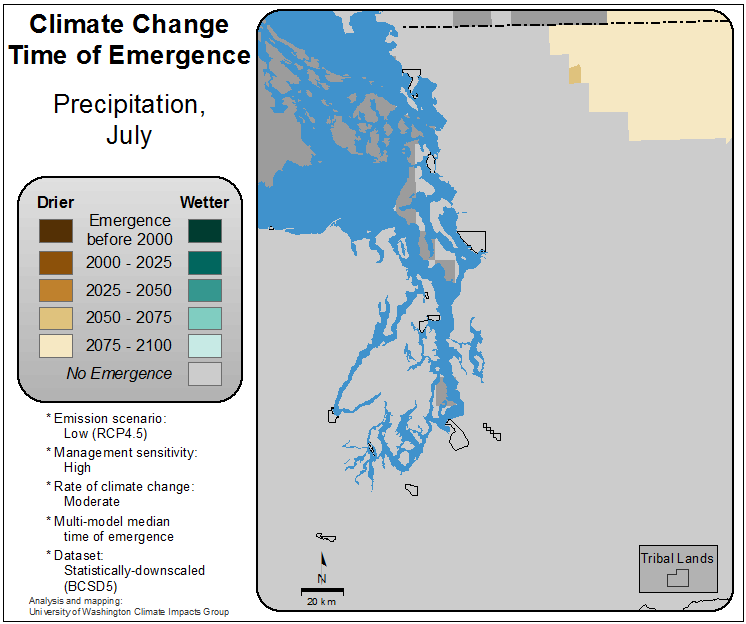 Climate Change
Time of Emergence
Precipitation,
July
Drier
Wetter
Emergence
before 2000
2000 - 2025
2025 - 2050
2050 - 2075
2075 - 2100
No Emergence
* Emission scenario:
Low (RCP4.5)
* Management sensitivity:
High
* Rate of climate change:
Moderate
* Multi-model median
time of emergence
* Dataset:
Statistically-downscaled
(BCSD5)
Analysis and mapping:
University of Washington Climate Impacts Group
N
20 km
Tribal Lands